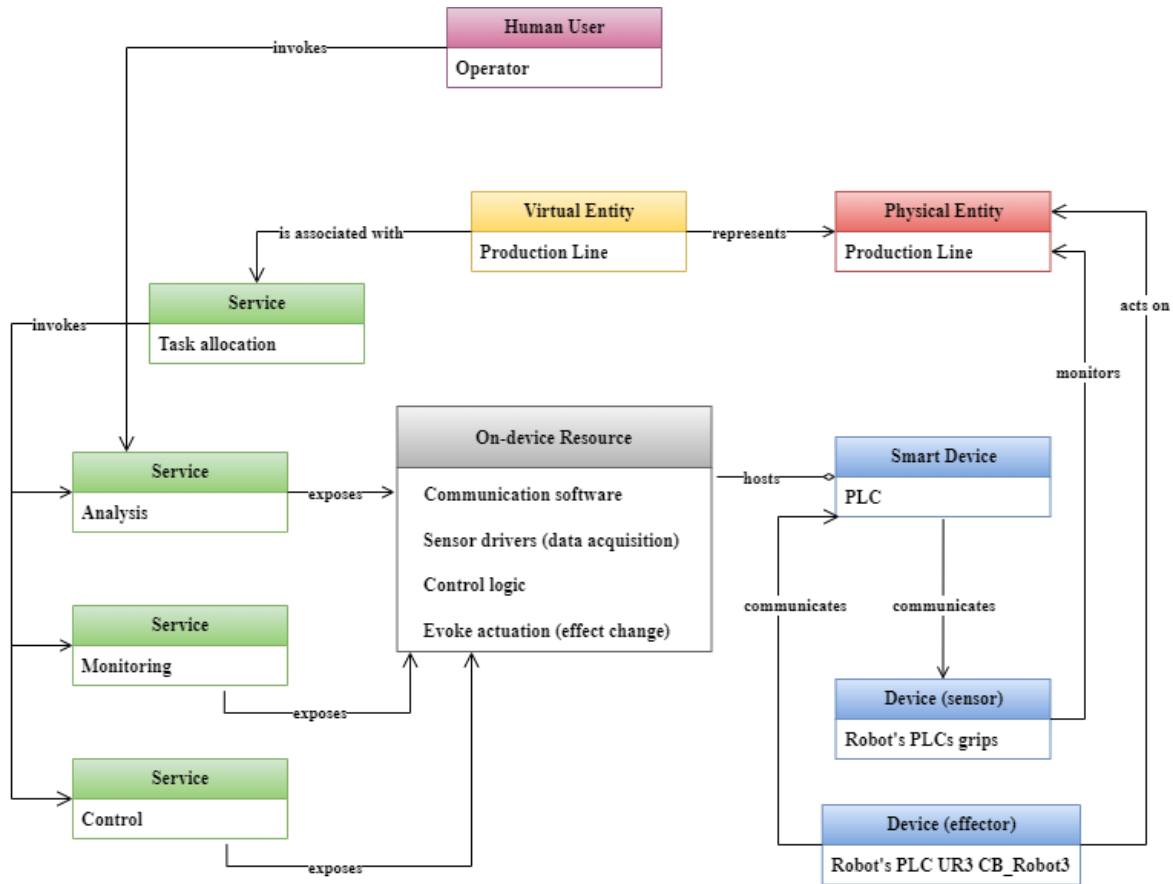 Human User
invokes
Operator
Virtual Entity
Physical Entity
is associated with
represents
Production Line
Production Line
Service
acts on
invokes
Task allocation
monitors
On-device Resource
Smart Device
Service
exposes
hosts
Analysis
Communication software
PLC
Sensor drivers (data acquisition)
Control logic
communicates
communicates
Service
Evoke actuation (effect change)
Monitoring
Device (sensor)
exposes
Robot's PLCs grips
Service
Control
Device (effector)
exposes
Robot's PLC UR3 CB_Robot3